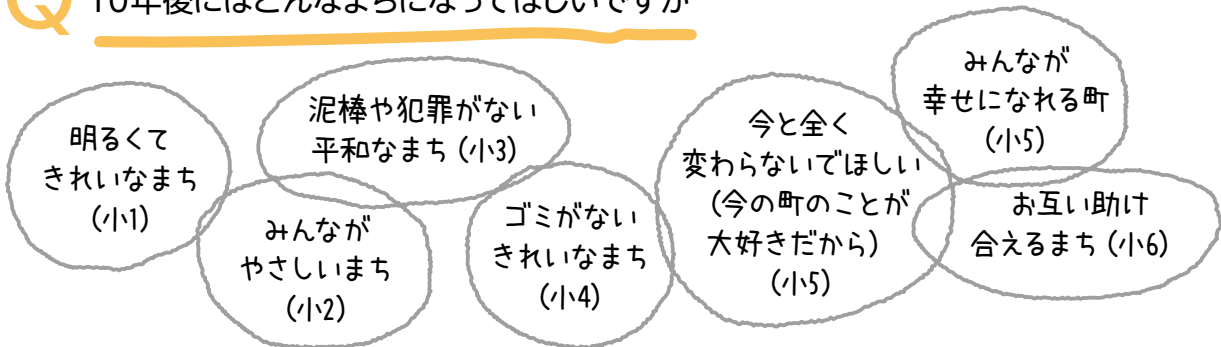 Q 10年後にはどんなまちになってほしいですか
明るくて
きれいなまち
(小1)
みんなが
やさしいまち
(小2)
泥棒や犯罪がない
平和なまち (小3)
ゴミがない
きれいなまち
(小4)
今と全く
変わらないでほしい
(今の町のことが
大好きだから)
(小5)
みんなが
幸せになれる町
(小5)
お互い助け
合えるまち (小6)